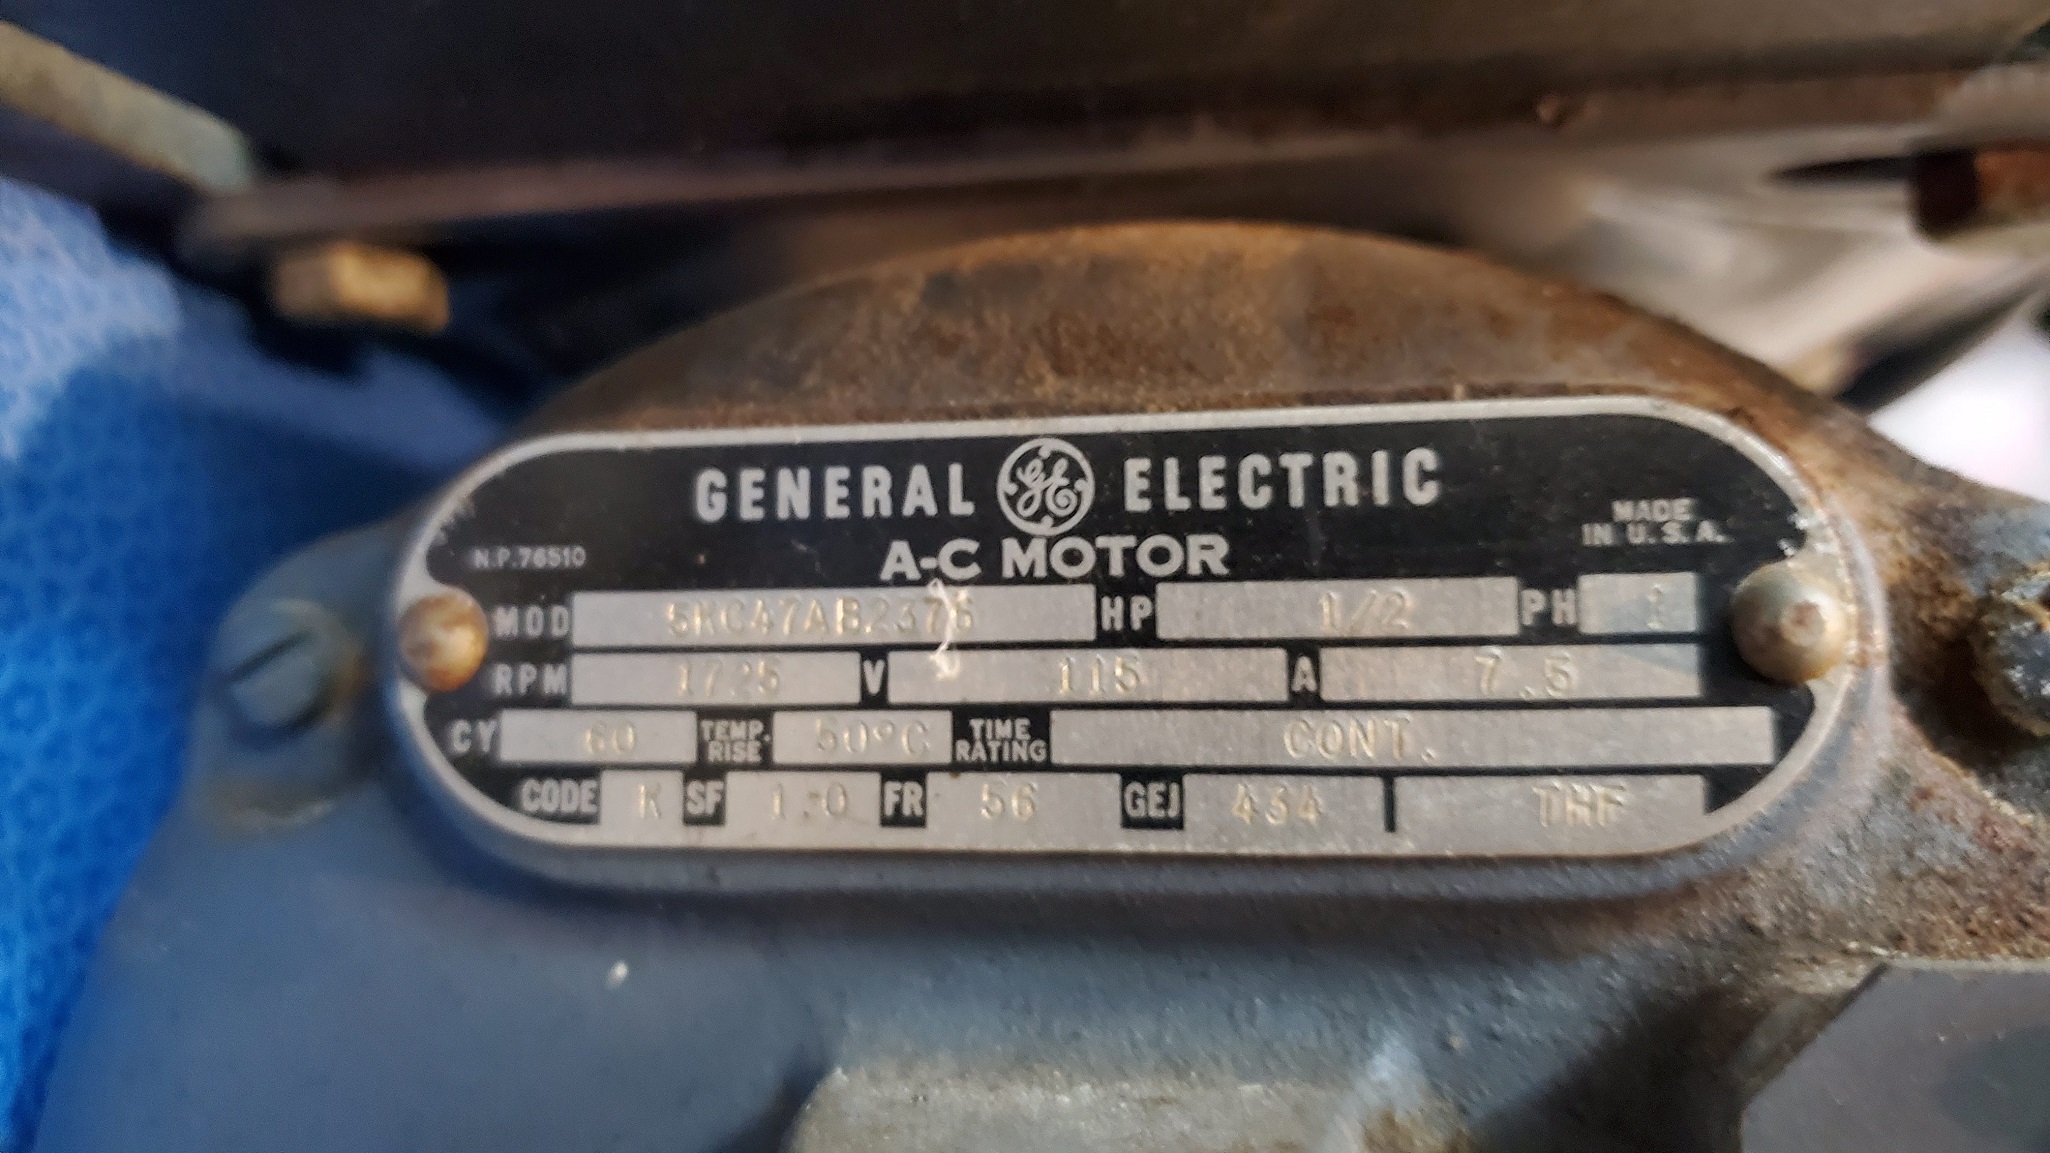 GENERAL GE ELECTRIC
MADE
IN U.S.A.
N.P.76510
A-C MOTOR
MOD 5KC47AB2376 HP 1/2 PH 1
RPM 1725 V 115 A 7.5
CY 60 TEMP. RISE 50°C TIME RATING CONT.
CODE K SF 1.0 FR 56 GEJ 434 THF